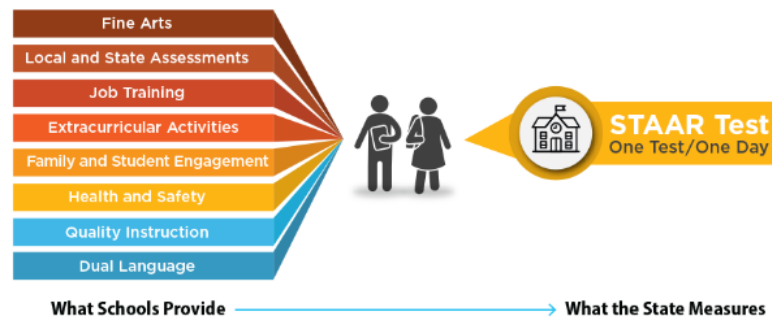 Fine Arts
Local and State Assessments
Job Training
Extracurricular Activities
Family and Student Engagement
Health and Safety
Quality Instruction
Dual Language
STAAR Test
One Test/One Day
What Schools Provide
What the State Measures